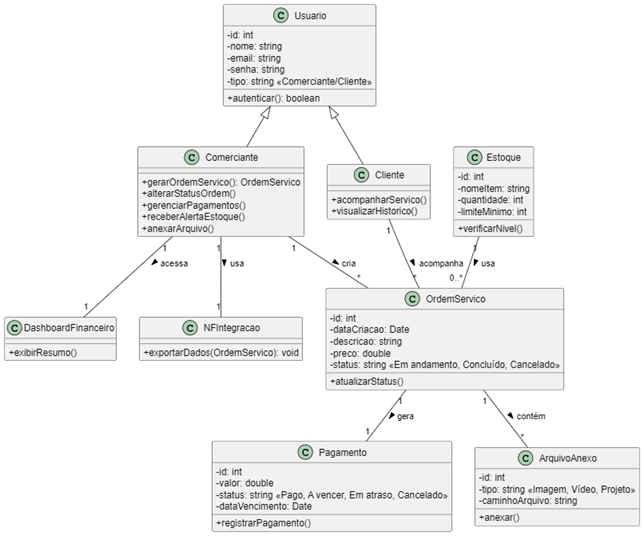 C Usuario
-id: int
-nome: string
-email: string
-senha: string
-tipo: string «Comerciante/Cliente»
+autenticar(): boolean
C Comerciante
+gerarOrdemServico(): OrdemServico
+alterarStatusOrdem()
+gerenciarPagamentos()
+receberAlertaEstoque()
+anexarArquivo()
C Cliente
+acompanharServico()
+visualizarHistorico()
C Estoque
-id: int
-nomeItem: string
-quantidade: int
-limiteMinimo: int
+verificarNivel()
1 1 1 1 1
acessa usa cria acompanha usa
1 1 * * 0..*
C DashboardFinanceiro
+exibirResumo()
C NFIntegracao
+exportarDados(OrdemServico): void
C OrdemServico
-id: int
-dataCriacao: Date
-descricao: string
-preco: double
-status: string «Em andamento, Concluído, Cancelado»
+atualizarStatus()
1 1
gera contém
1 *
C Pagamento
-id: int
-valor: double
-status: string «Pago, A vencer, Em atraso, Cancelado»
-dataVencimento: Date
+registrarPagamento()
C ArquivoAnexo
-id: int
-tipo: string «Imagem, Vídeo, Projeto»
-caminhoArquivo: string
+anexar()